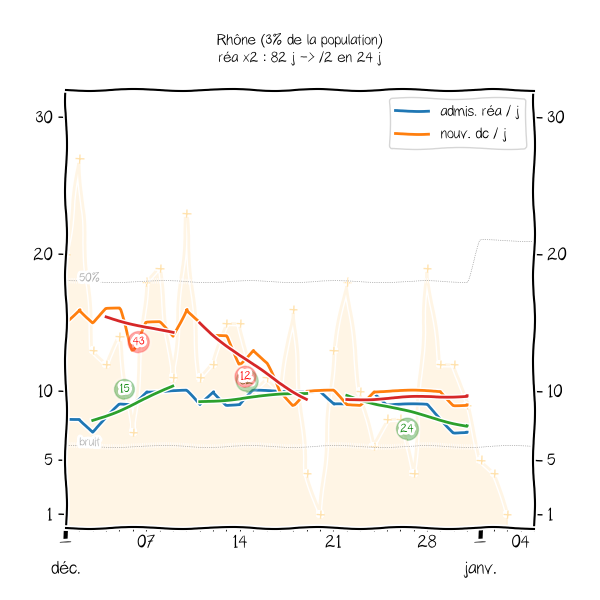 Rhône (3% de la population)
réa x2 : 82 j -> /2 en 24 j
admis. réa / j
nouv. dc / j
30 30
20 20
50%
43
12
15
10 10
24
bruit
5 5
1 1
1 07 14 21 28 1 04
déc. janv.